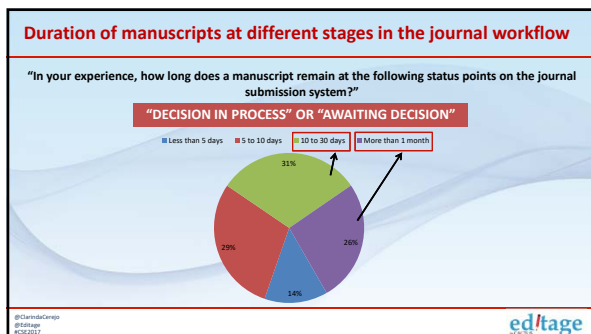 Duration of manuscripts at different stages in the journal workflow
“In your experience, how long does a manuscript remain at the following status points on the journal
submission system?”
“DECISION IN PROCESS” OR “AWAITING DECISION”
Less than 5 days 5 to 10 days 10 to 30 days More than 1 month
31%
29%
26%
14%
@ClarindaCerejo
@Editage
#CSE2017
editage